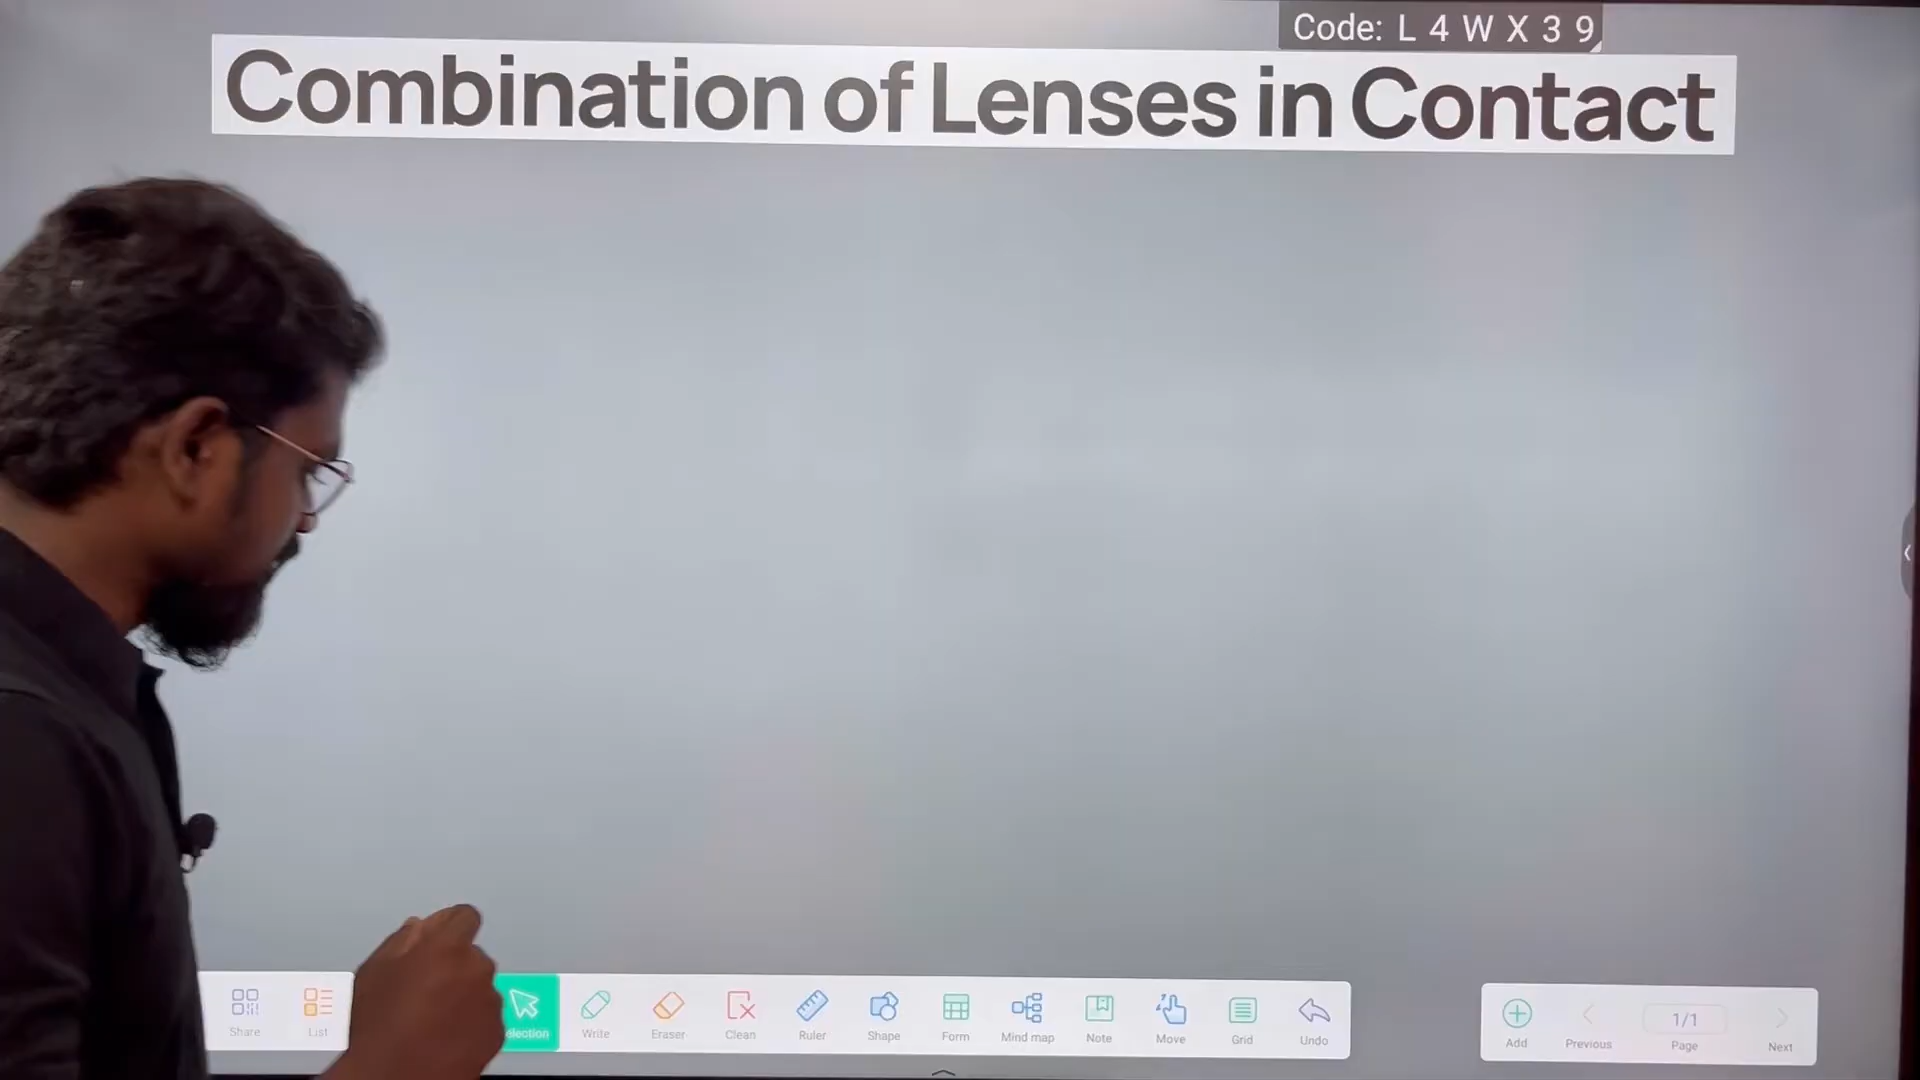 Code: L 4 W X 3 9
Combination of Lenses in Contact
Share
List
election
Write
Eraser
Clean
Ruler
Shape
Form
Mind map
Note
Move
Grid
Undo
Add
Previous
1/1
Page
Next